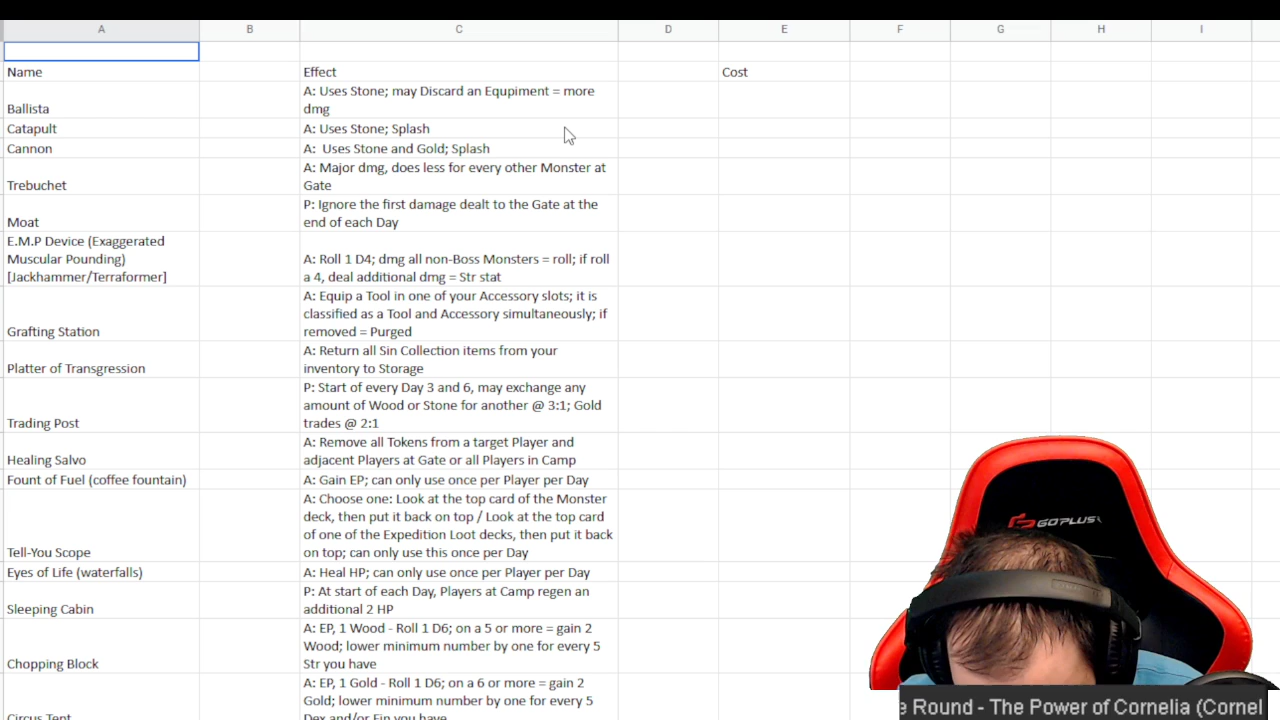 A B C D E F G H I
Name Effect Cost
A: Uses Stone; may Discard an Equpiment = more
Ballista dmg
Catapult A: Uses Stone; Splash
Cannon A:  Uses Stone and Gold; Splash
A: Major dmg, does less for every other Monster at
Trebuchet Gate
P: Ignore the first damage dealt to the Gate at the
Moat end of each Day
E.M.P Device (Exaggerated
Muscular Pounding) A: Roll 1 D4; dmg all non-Boss Monsters = roll; if roll
[Jackhammer/Terraformer] a 4, deal additional dmg = Str stat
A: Equip a Tool in one of your Accessory slots; it is
classified as a Tool and Accessory simultaneously; if
Grafting Station removed = Purged
A: Return all Sin Collection items from your
Platter of Transgression inventory to Storage
P: Start of every Day 3 and 6, may exchange any
amount of Wood or Stone for another @ 3:1; Gold
Trading Post trades @ 2:1
A: Remove all Tokens from a target Player and
Healing Salvo adjacent Players at Gate or all Players in Camp
Fount of Fuel (coffee fountain) A: Gain EP; can only use once per Player per Day
A: Choose one: Look at the top card of the Monster
deck, then put it back on top / Look at the top card
of one of the Expedition Loot decks, then put it back
Tell-You Scope on top; can only use this once per Day
Eyes of Life (waterfalls) A: Heal HP; can only use once per Player per Day
P: At start of each Day, Players at Camp regen an
Sleeping Cabin additional 2 HP
A: EP, 1 Wood - Roll 1 D6; on a 5 or more = gain 2
Wood; lower minimum number by one for every 5
Chopping Block Str you have
A: EP, 1 Gold - Roll 1 D6; on a 6 or more = gain 2
Gold; lower minimum number by one for every 5
Circus Tent Dex and/or Fin you have
GOPLUS
e Round - The Power of Cornelia (Cornel